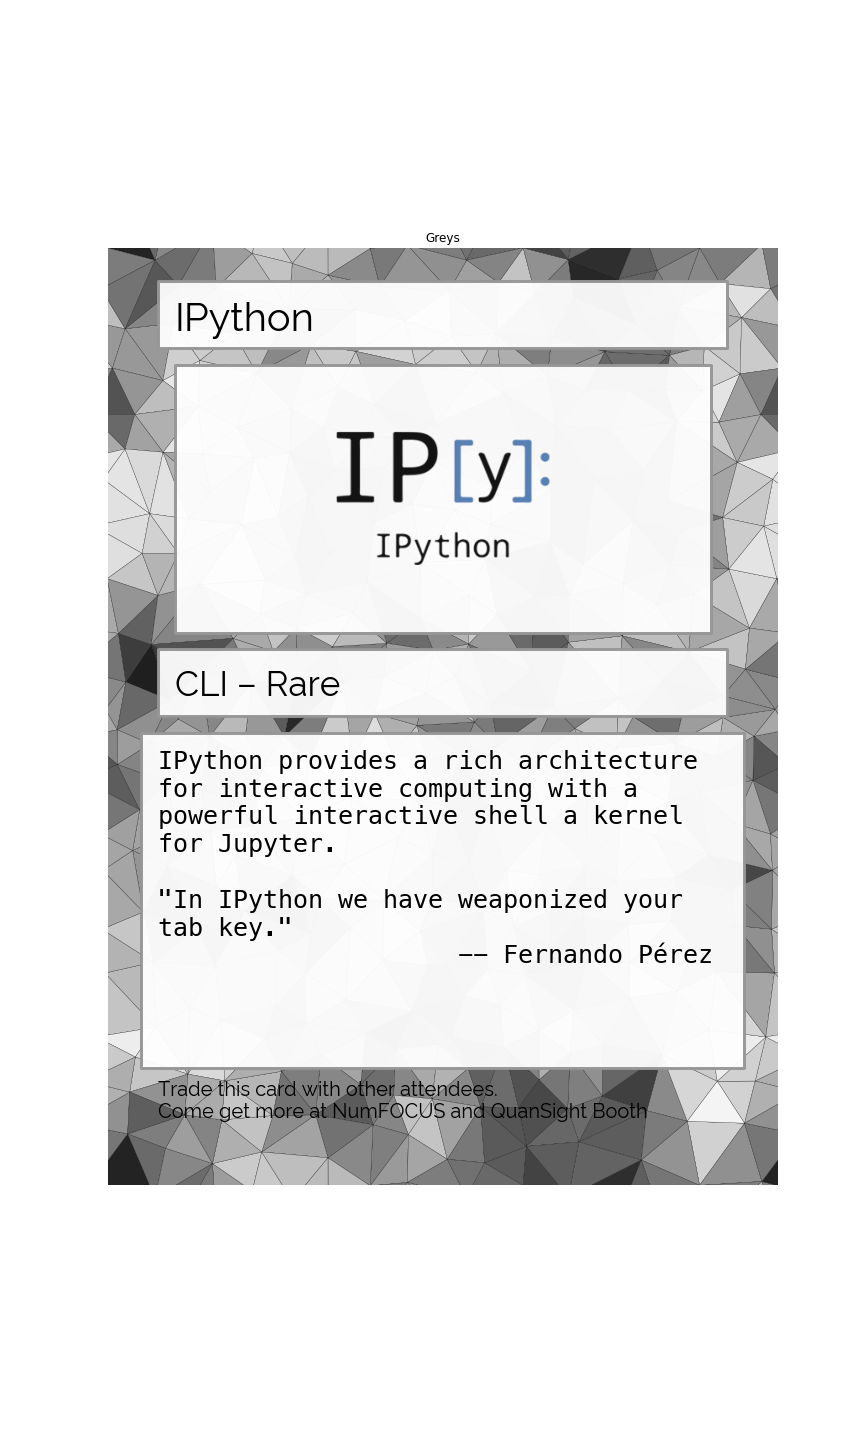 Greys
IPython
IP[y]:
IPython
CLI – Rare
IPython provides a rich architecture
for interactive computing with a
powerful interactive shell a kernel
for Jupyter.
"In IPython we have weaponized your
tab key."
–– Fernando Pérez
Trade this card with other attendees.
Come get more at NumFOCUS and QuanSight Booth